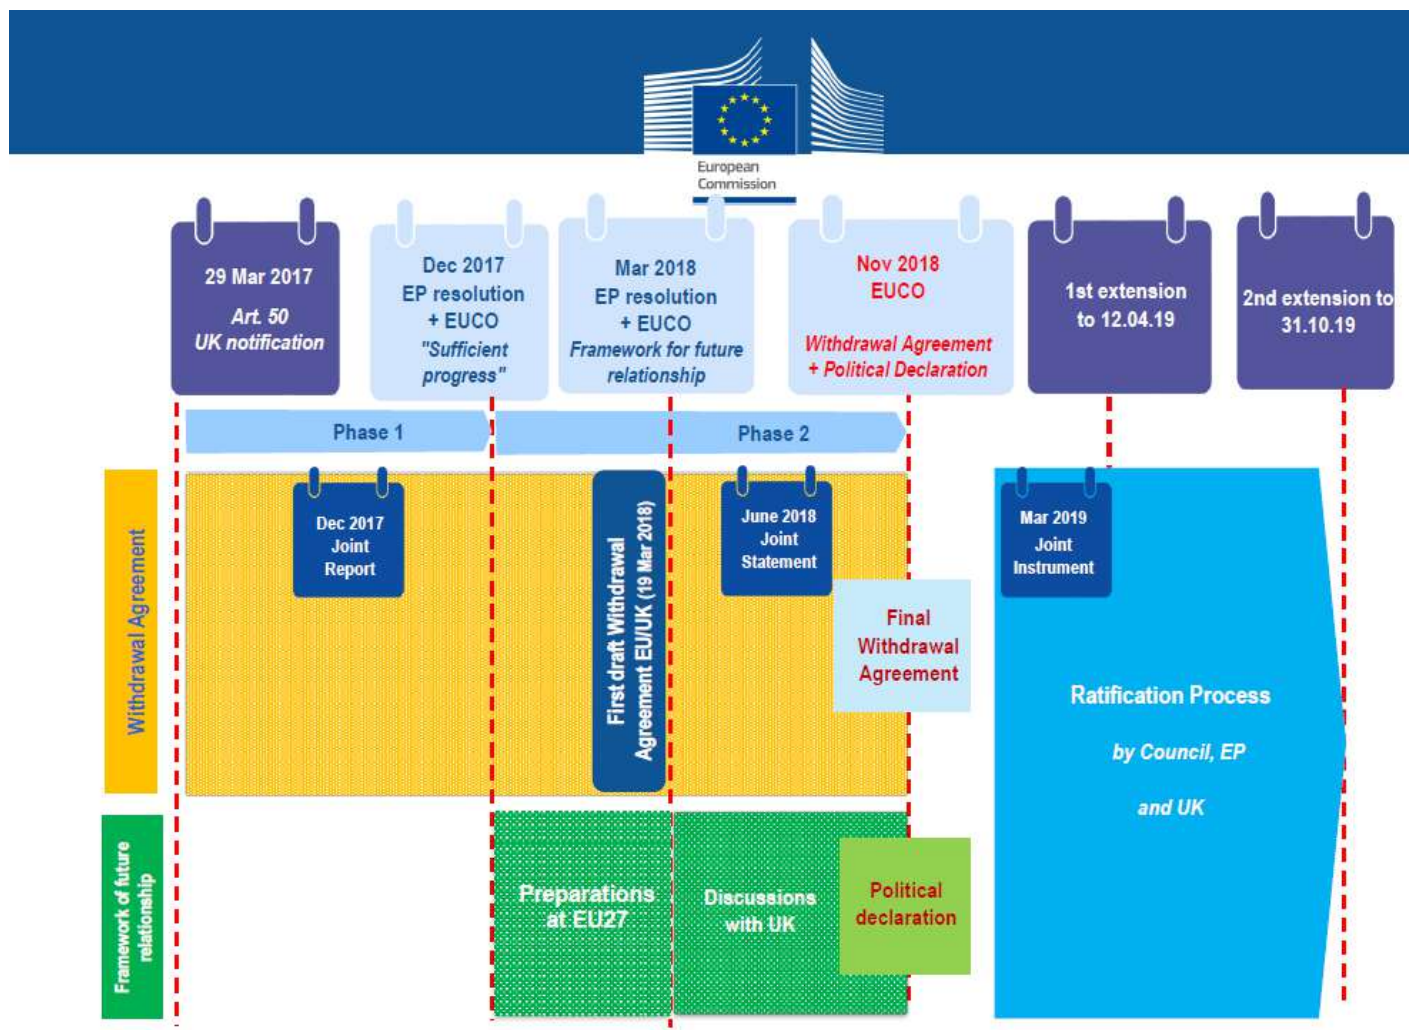 European
Commission
29 Mar 2017
Art. 50
UK notification
Dec 2017
EP resolution
+ EUCO
"Sufficient
progress"
Mar 2018
EP resolution
+ EUCO
Framework for future
relationship
Nov 2018
EUCO
Withdrawal Agreement
+ Political Declaration
1st extension
to 12.04.19
2nd extension to
31.10.19
Phase 1
Phase 2
Withdrawal Agreement
Dec 2017
Joint
Report
First draft Withdrawal
Agreement EU/UK (19 Mar 2018)
June 2018
Joint
Statement
Final
Withdrawal
Agreement
Mar 2019
Joint
Instrument
Ratification Process
by Council, EP
and UK
Framework of future
relationship
Preparations
at EU27
Discussions
with UK
Political
declaration